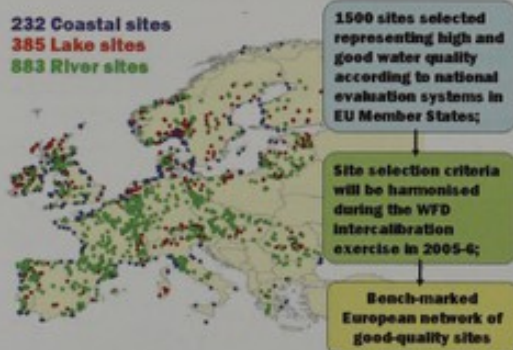 232 Coastal sites
385 Lake sites
883 River sites
1500 sites selected
representing high and
good water quality
according to national
evaluation systems in
EU Member States;
Site selection criteria
will be harmonised
during the WFD
intercalibration
exercise in 2005-6;
Bench-marked
European network of
good-quality sites